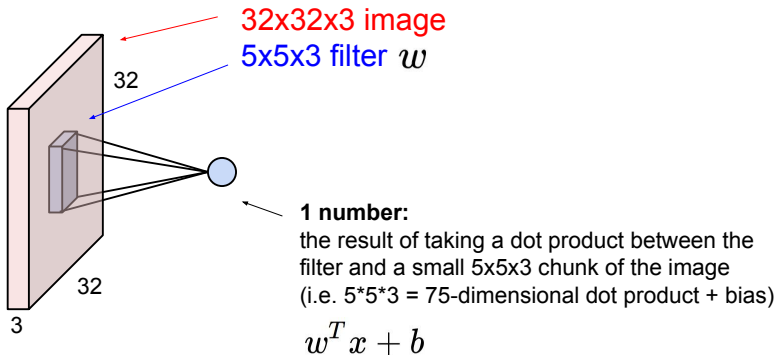 32x32x3 image
5x5x3 filter w
32
32
3
1 number:
the result of taking a dot product between the
filter and a small 5x5x3 chunk of the image
(i.e. 5*5*3 = 75-dimensional dot product + bias)
w^T x + b